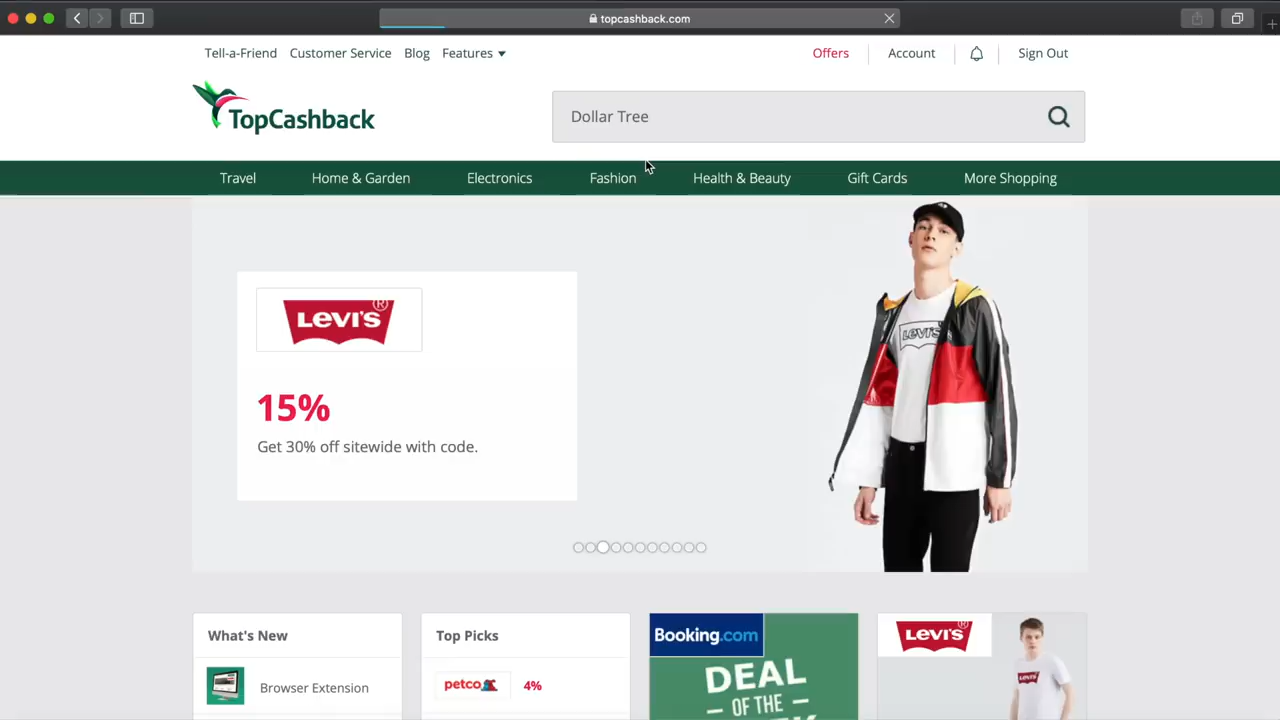 topcashback.com
Tell-a-Friend Customer Service Blog Features Offers Account Sign Out
TopCashback
Dollar Tree
Travel Home & Garden Electronics Fashion Health & Beauty Gift Cards More Shopping
LEVI'S®
15%
Get 30% off sitewide with code.
LEVI'S
What's New
Browser Extension
Top Picks
petco 4%
Booking.com
DEAL
OF THE
LEVI'S®
LEVI'S